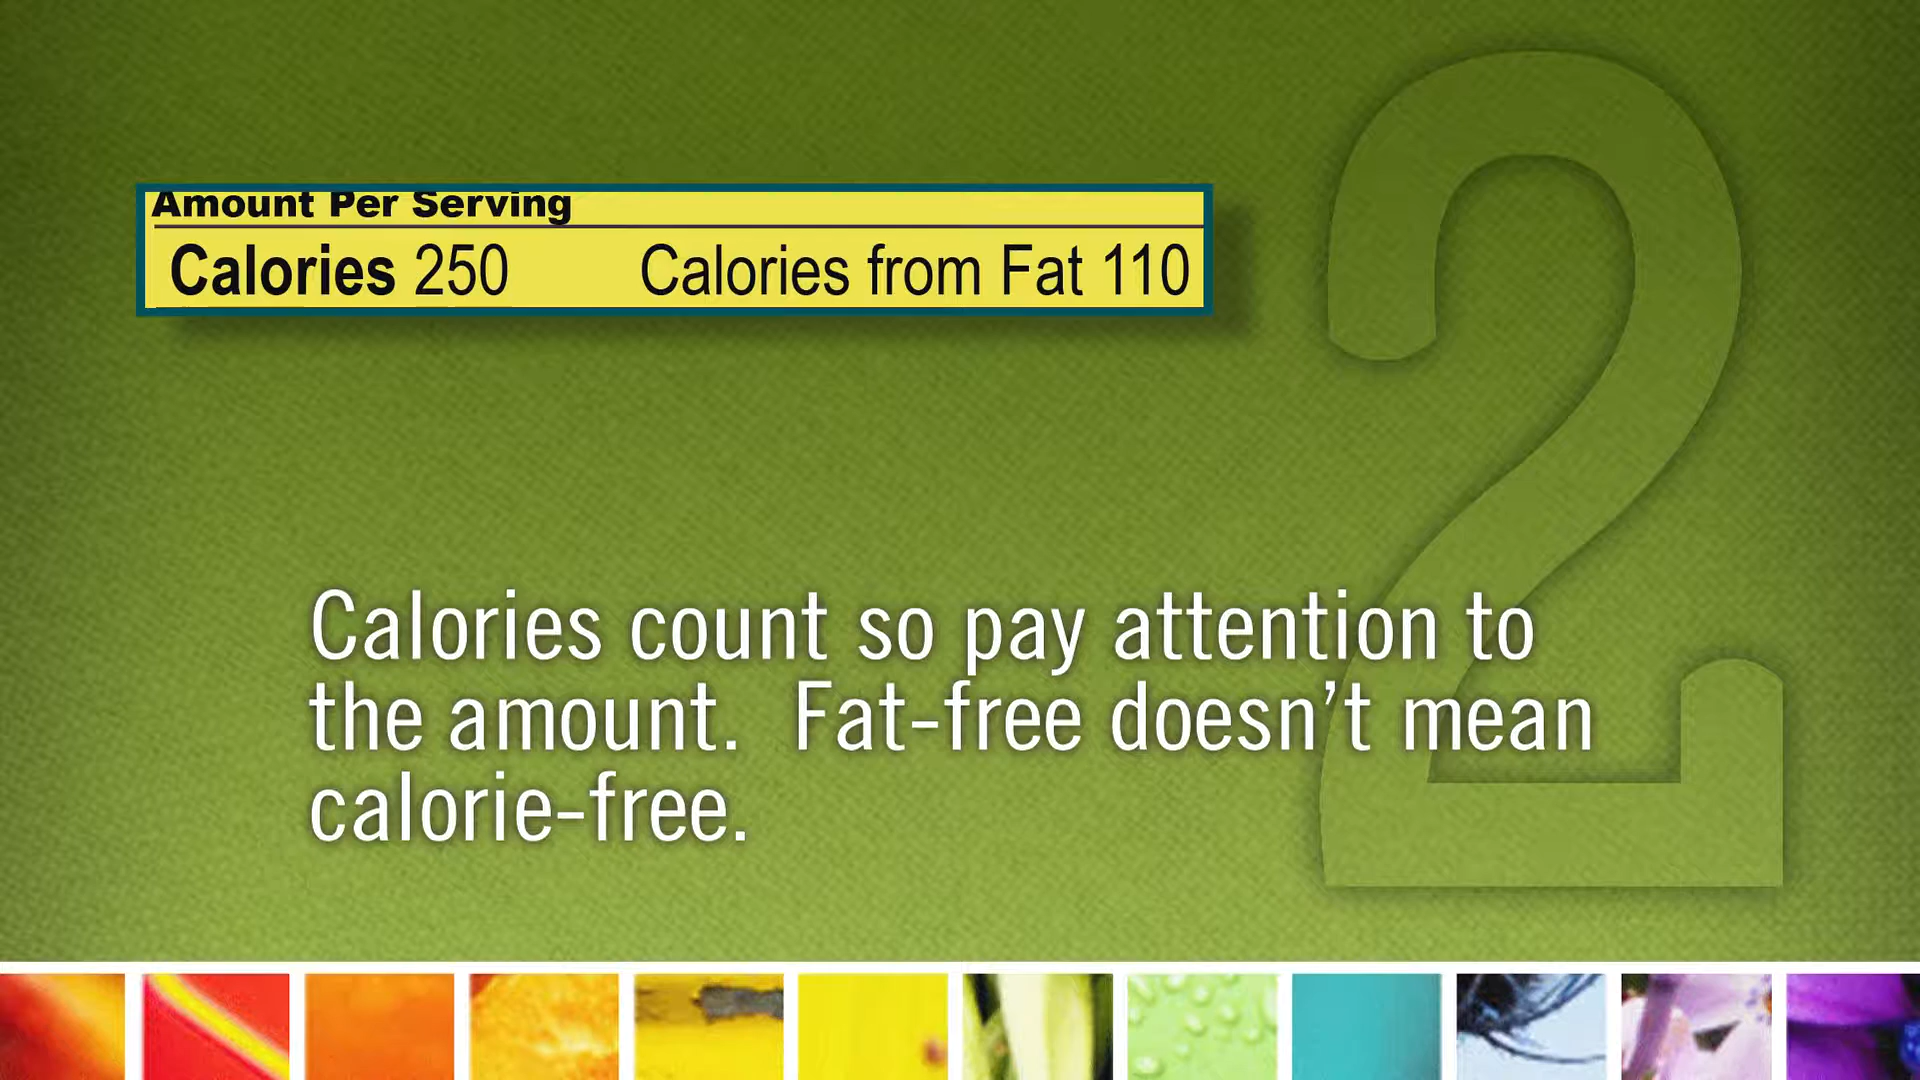 2
Amount Per Serving
Calories 250 Calories from Fat 110
Calories count so pay attention to
the amount. Fat-free doesn't mean
calorie-free.